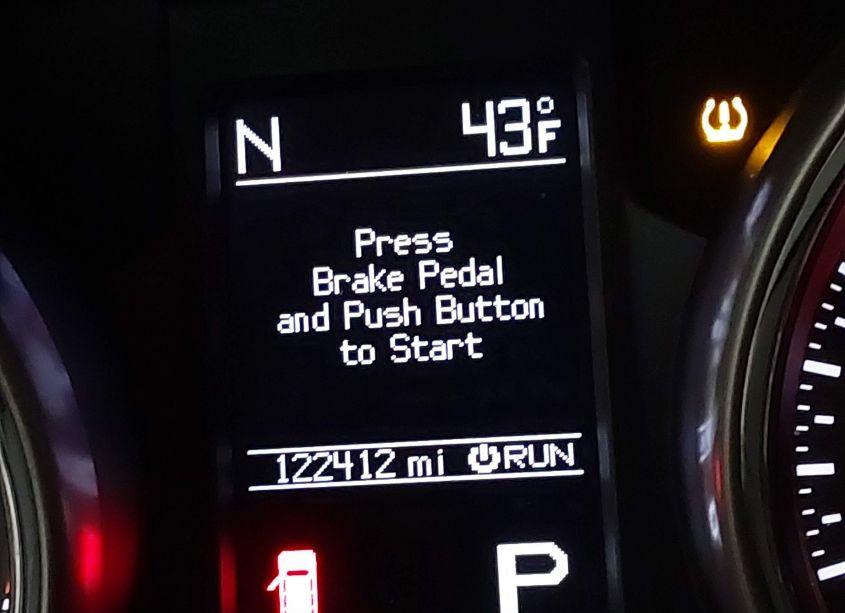 N 43°F
Press
Brake Pedal
and Push Button
to Start
122412 mi RUN
P